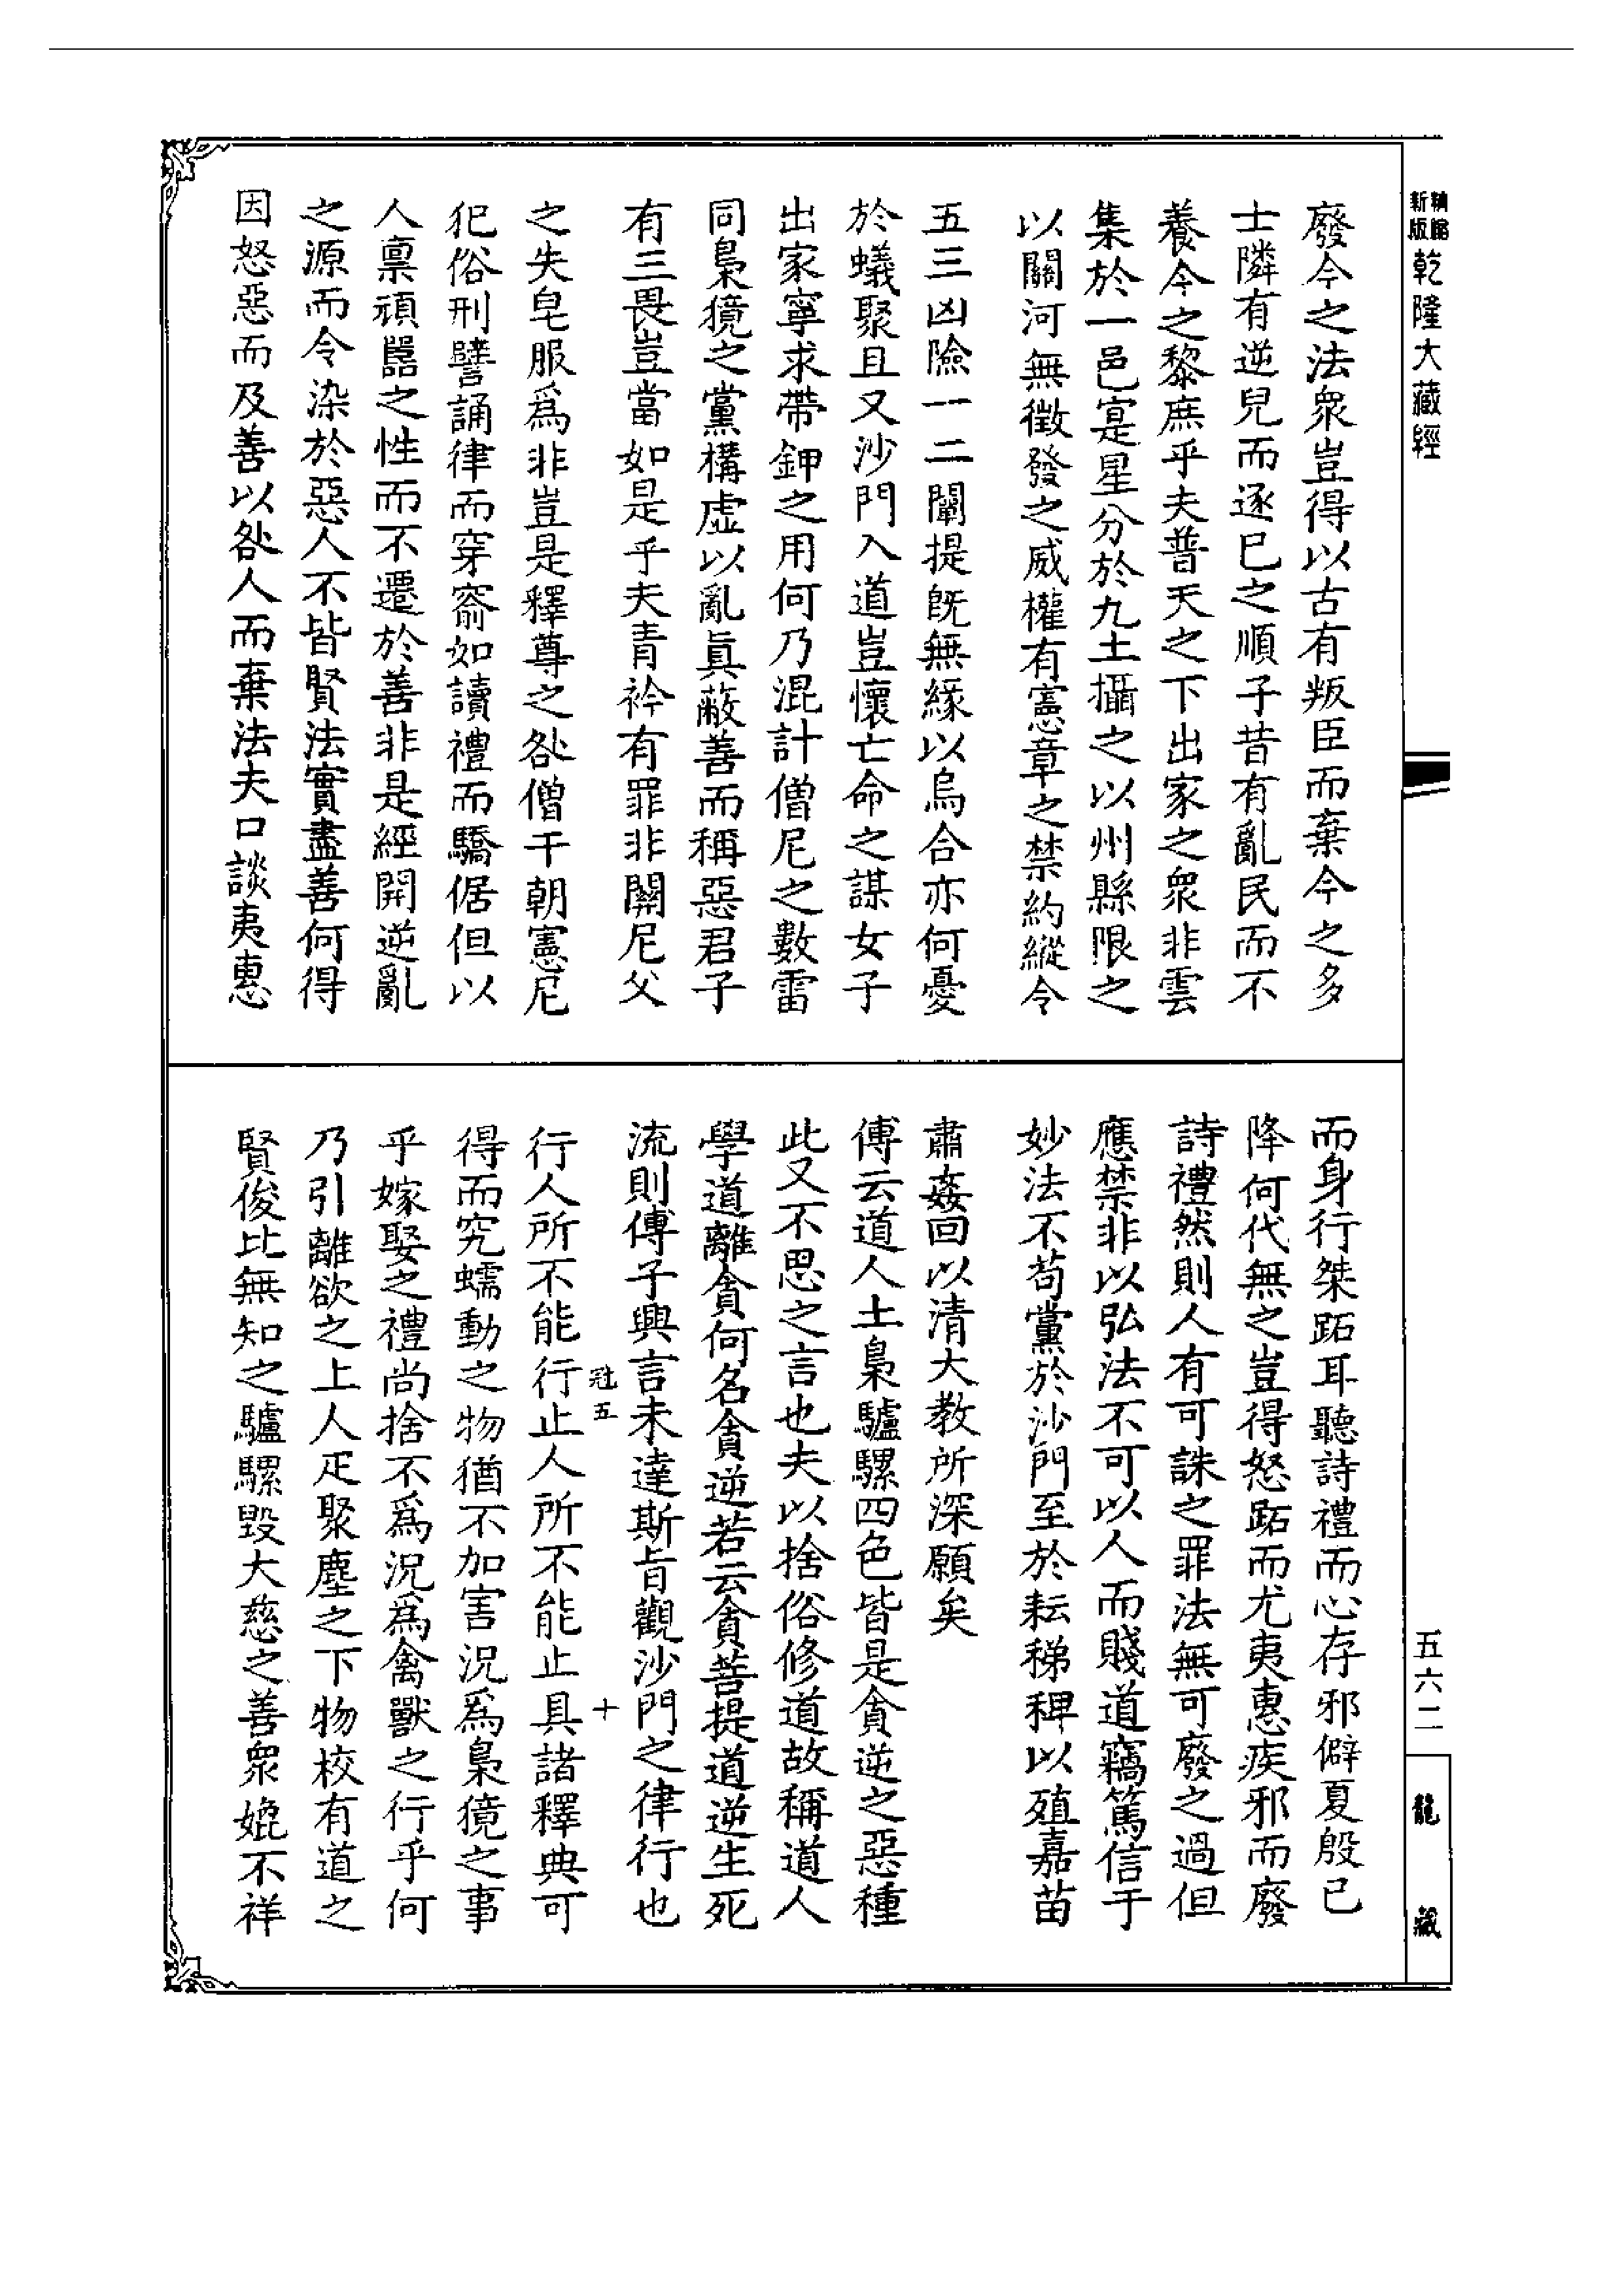 新版精縮乾隆大藏經
廢今之法衆豈得以古有叛臣而棄今之多
士隣有逆兒而逐己之順子昔有亂民而不
養今之黎庶乎夫普天之下出家之衆非雲
集於一邑寔星分於九土攝之以州縣限之
以關河無徵發之威權有憲章之禁約縱令
五三凶險一二闡提既無緣以烏合亦何憂
於蟻聚且又沙門入道豈懷亡命之謀女子
出家寧求帶鉀之用何乃混計僧尼之數雷
同梟獍之黨構虛以亂眞蔽善而稱惡君子
有三畏豈當如是乎夫青衿有罪非關尼父
之失皂服爲非豈是釋尊之咎僧干朝憲尼
犯俗刑譬誦律而穿窬如讀禮而驕倨但以
人禀頑嚚之性而不遷於善非是經開逆亂
之源而令染於惡人不皆賢法實盡善何得
因怒惡而及善以咎人而棄法夫口談夷惠
而身行桀跖耳聽詩禮而心存邪僻夏殷已
降何代無之豈得怒跖而尤夷惠疾邪而廢
詩禮然則人有可誅之罪法無可廢之過但
應禁非以弘法不可以人而賤道竊篤信于
妙法不苟黨於沙門至於耘稊稗以殖嘉苗
肅姦回以清大教所深願矣
傅云道人土梟驢騾四色皆是貪逆之惡種
此又不思之言也夫以捨俗修道故稱道人
學道離貪何名貪逆若云貪菩提道逆生死
流則傅子興言未達斯旨觀沙門之律行也
冠五
十
行人所不能行止人所不能止具諸釋典可
得而究蠕動之物猶不加害況爲梟獍之事
乎嫁娶之禮尚捨不爲況爲禽獸之行乎何
乃引離欲之上人疋聚麈之下物校有道之
賢俊比無知之驢騾毀大慈之善衆媲不祥
五六二
龍藏